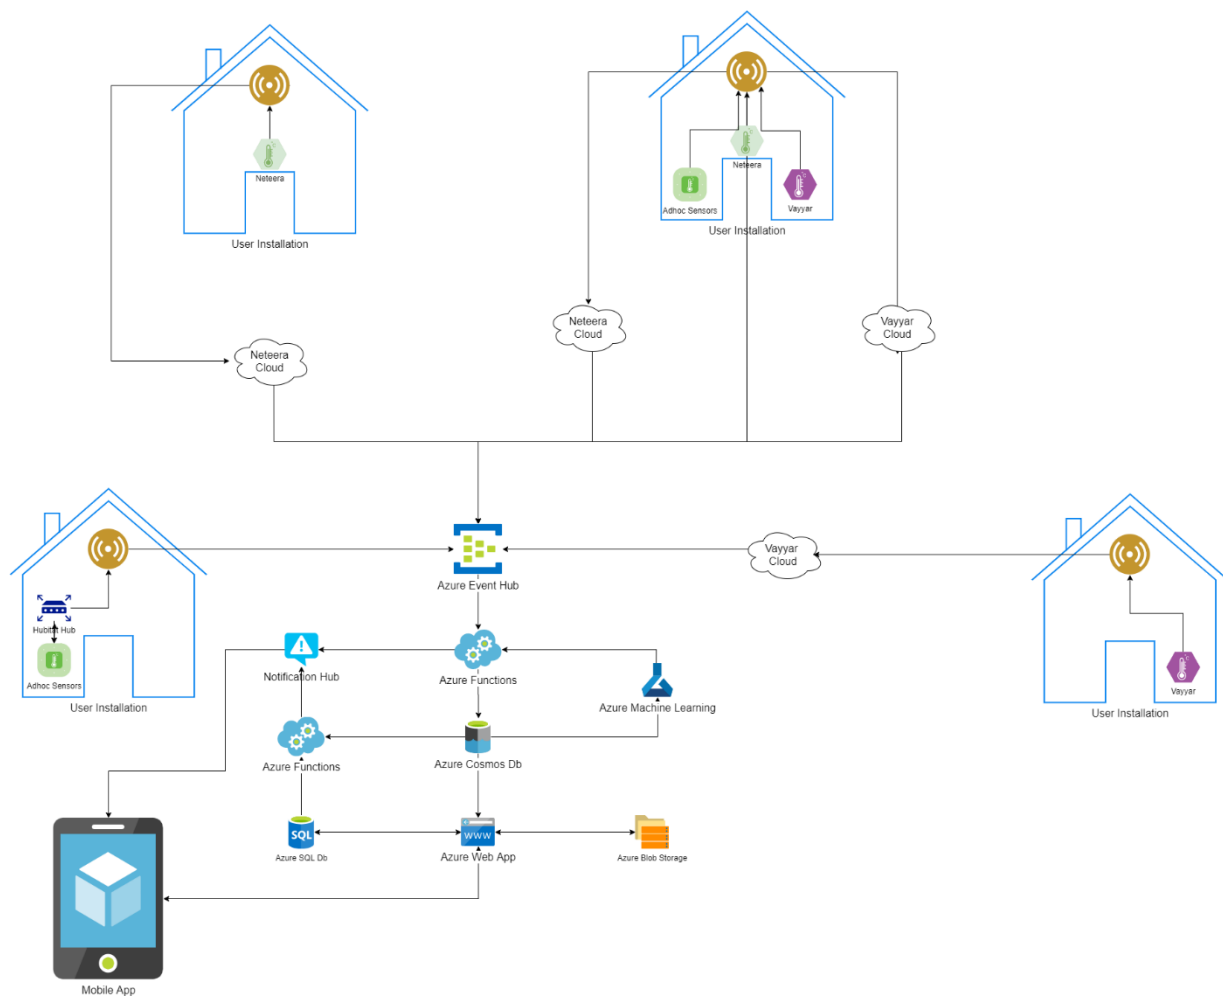 Neteera
User Installation
Neteera
Adhoc Sensors
Vayyar
User Installation
Neteera
Cloud
Neteera
Cloud
Vayyar
Cloud
Azure Event Hub
Vayyar
Cloud
Hubitat Hub
Adhoc Sensors
User Installation
Vayyar
User Installation
Notification Hub
Azure Functions
Azure Machine Learning
Azure Functions
Azure Cosmos Db
SQL
Azure SQL Db
www
Azure Web App
Azure Blob Storage
Mobile App